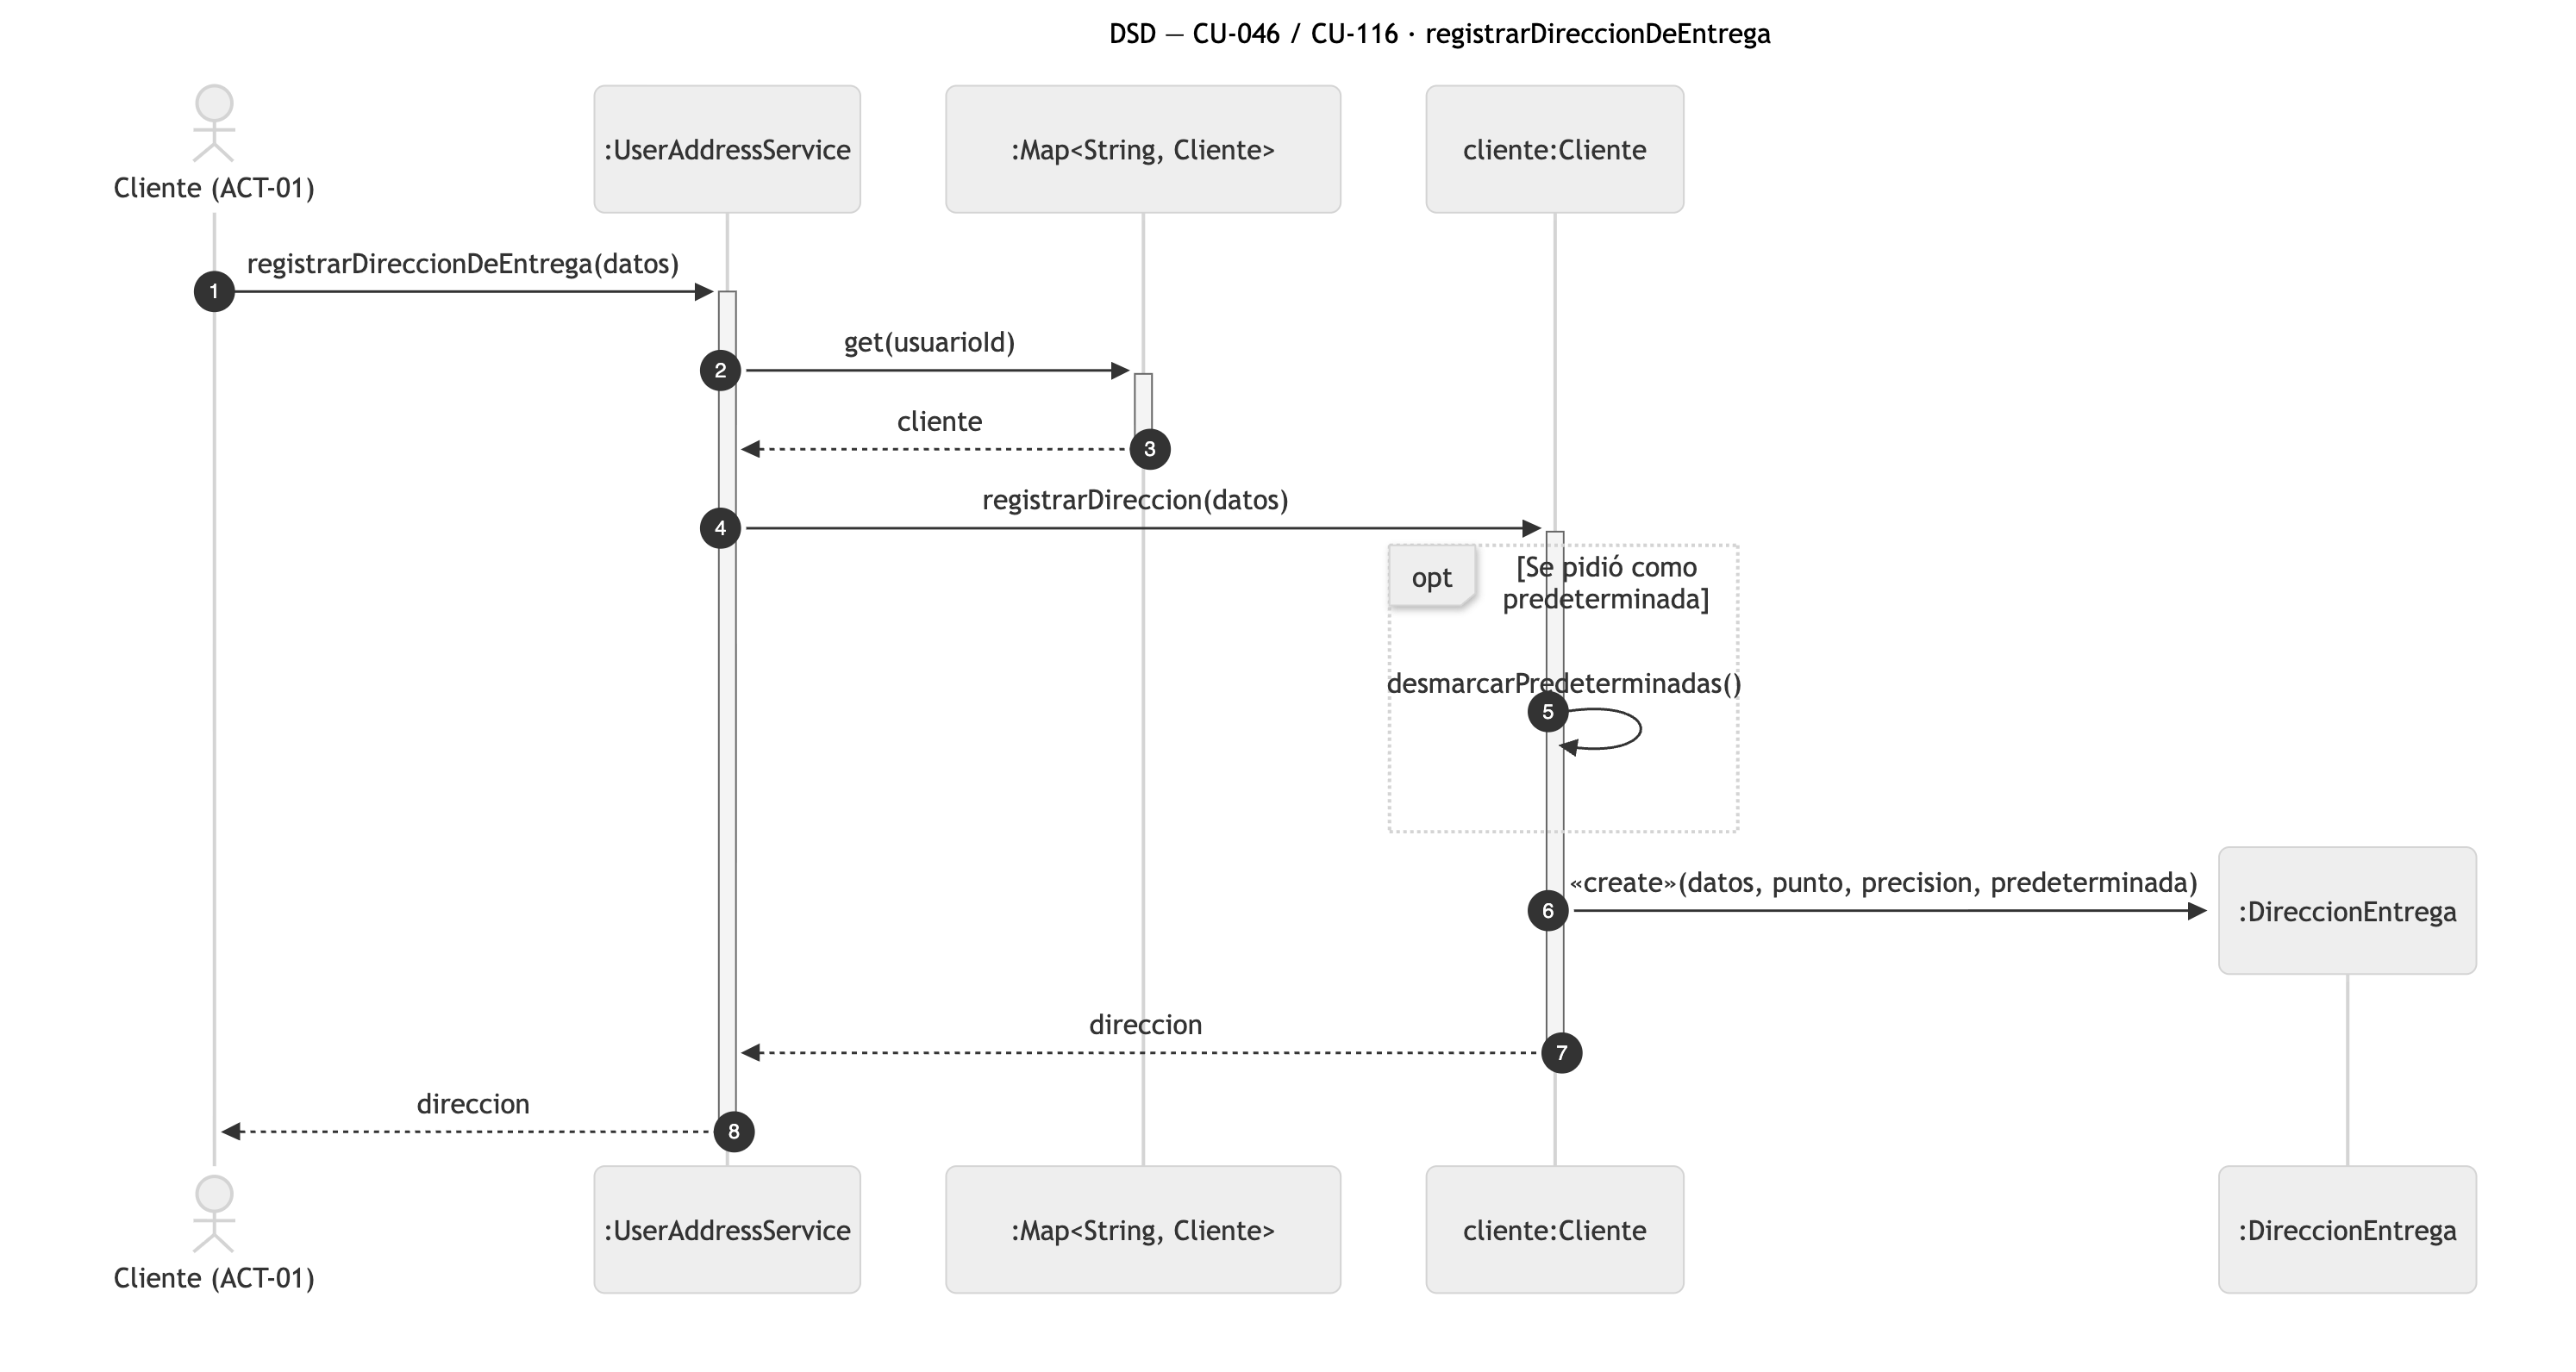 DSD — CU-046 / CU-116 · registrarDireccionDeEntrega
Cliente (ACT-01)
:UserAddressService
:Map<String, Cliente>
cliente:Cliente
registrarDireccionDeEntrega(datos)
1
get(usuarioId)
2
cliente
3
registrarDireccion(datos)
4
opt
[Se pidió como
predeterminada]
desmarcarPredeterminadas()
5
«create»(datos, punto, precision, predeterminada)
6
:DireccionEntrega
direccion
7
direccion
8
Cliente (ACT-01)
:UserAddressService
:Map<String, Cliente>
cliente:Cliente
:DireccionEntrega